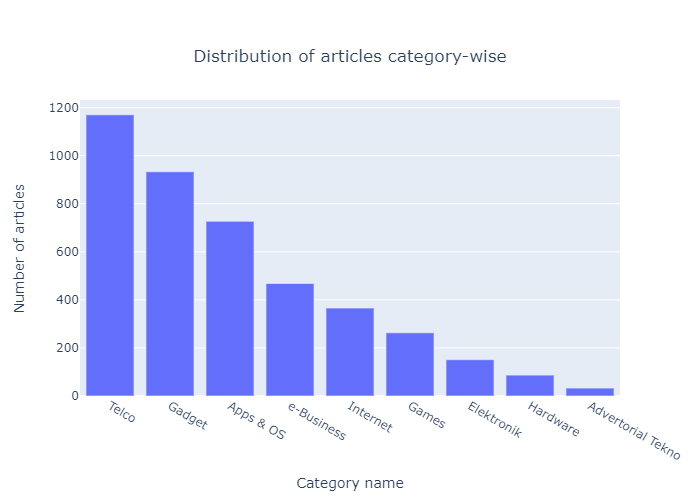 Distribution of articles category-wise
1200
1000
800
600
400
200
0
Number of articles
Telco
Gadget
Apps & OS
e-Business
Internet
Games
Elektronik
Hardware
Advertorial Tekno
Category name